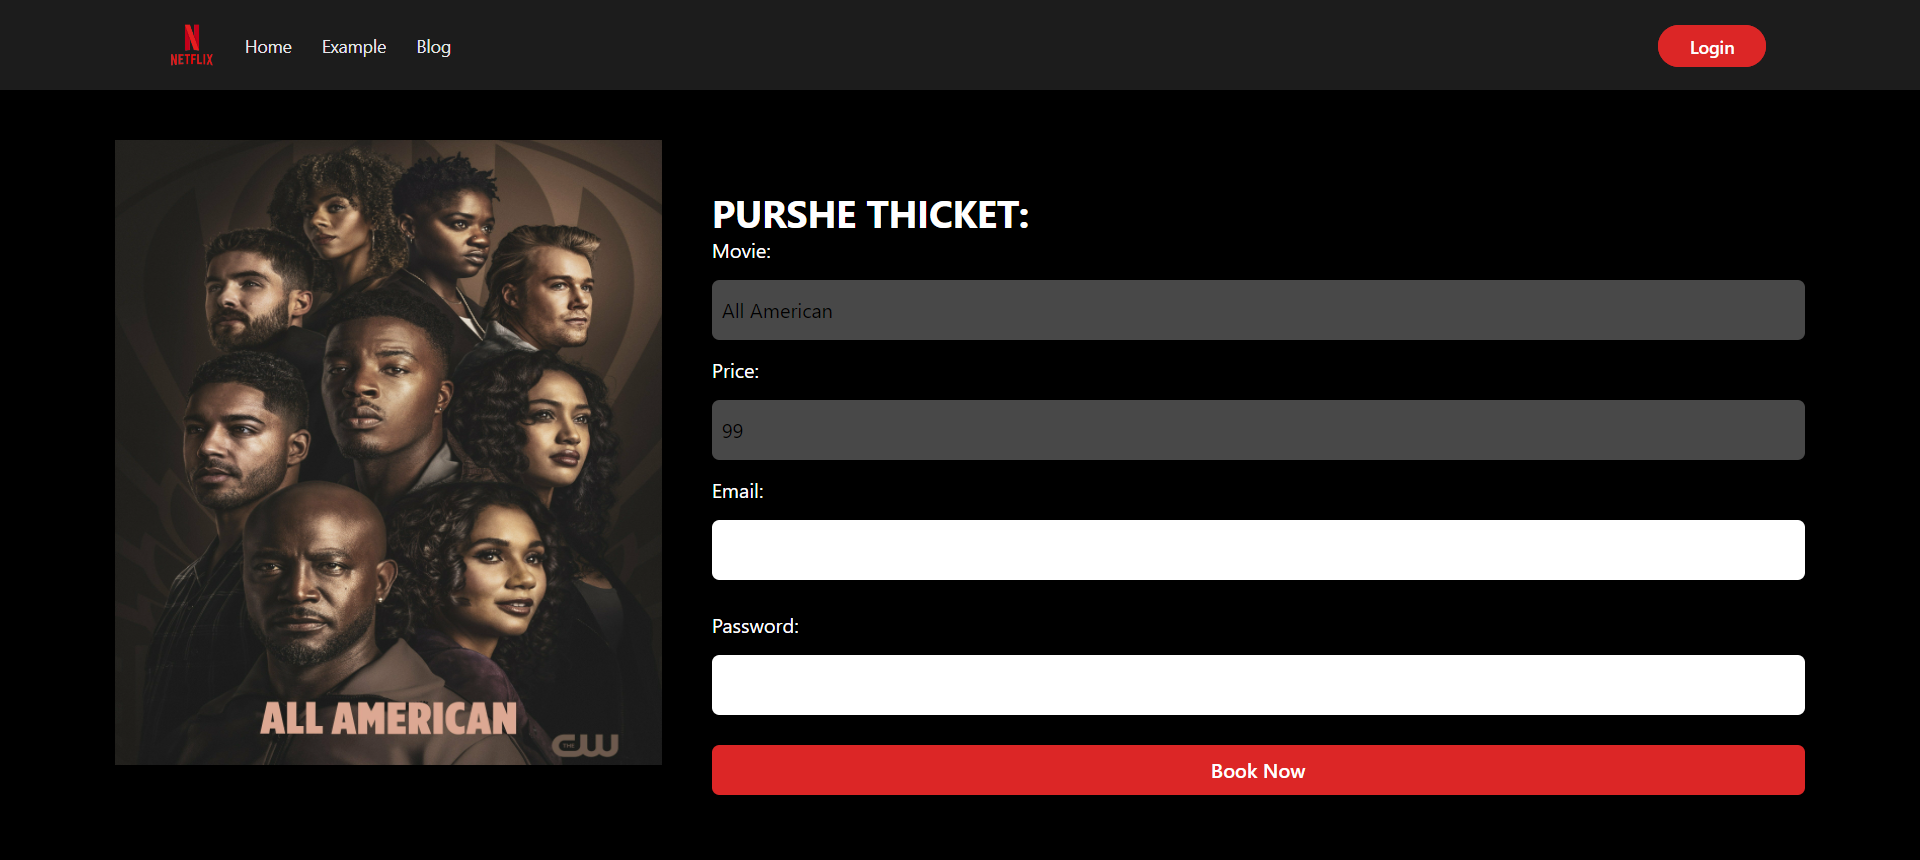 N
NETFLIX
Home Example Blog
Login
PURSHE THICKET:
Movie:
All American
Price:
99
Email:
Password:
Book Now
ALL AMERICAN
THE CW